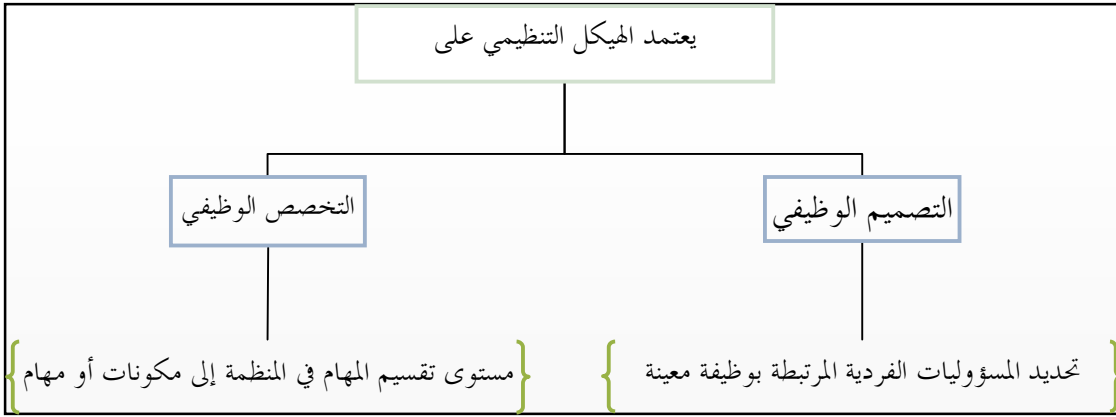 يعتمد الهيكل التنظيمي على
التصميم الوظيفي
التخصص الوظيفي
تحديد المسؤوليات الفردية المرتبطة بوظيفة معينة
مستوى تقسيم المهام في المنظمة إلى مكونات أو مهام